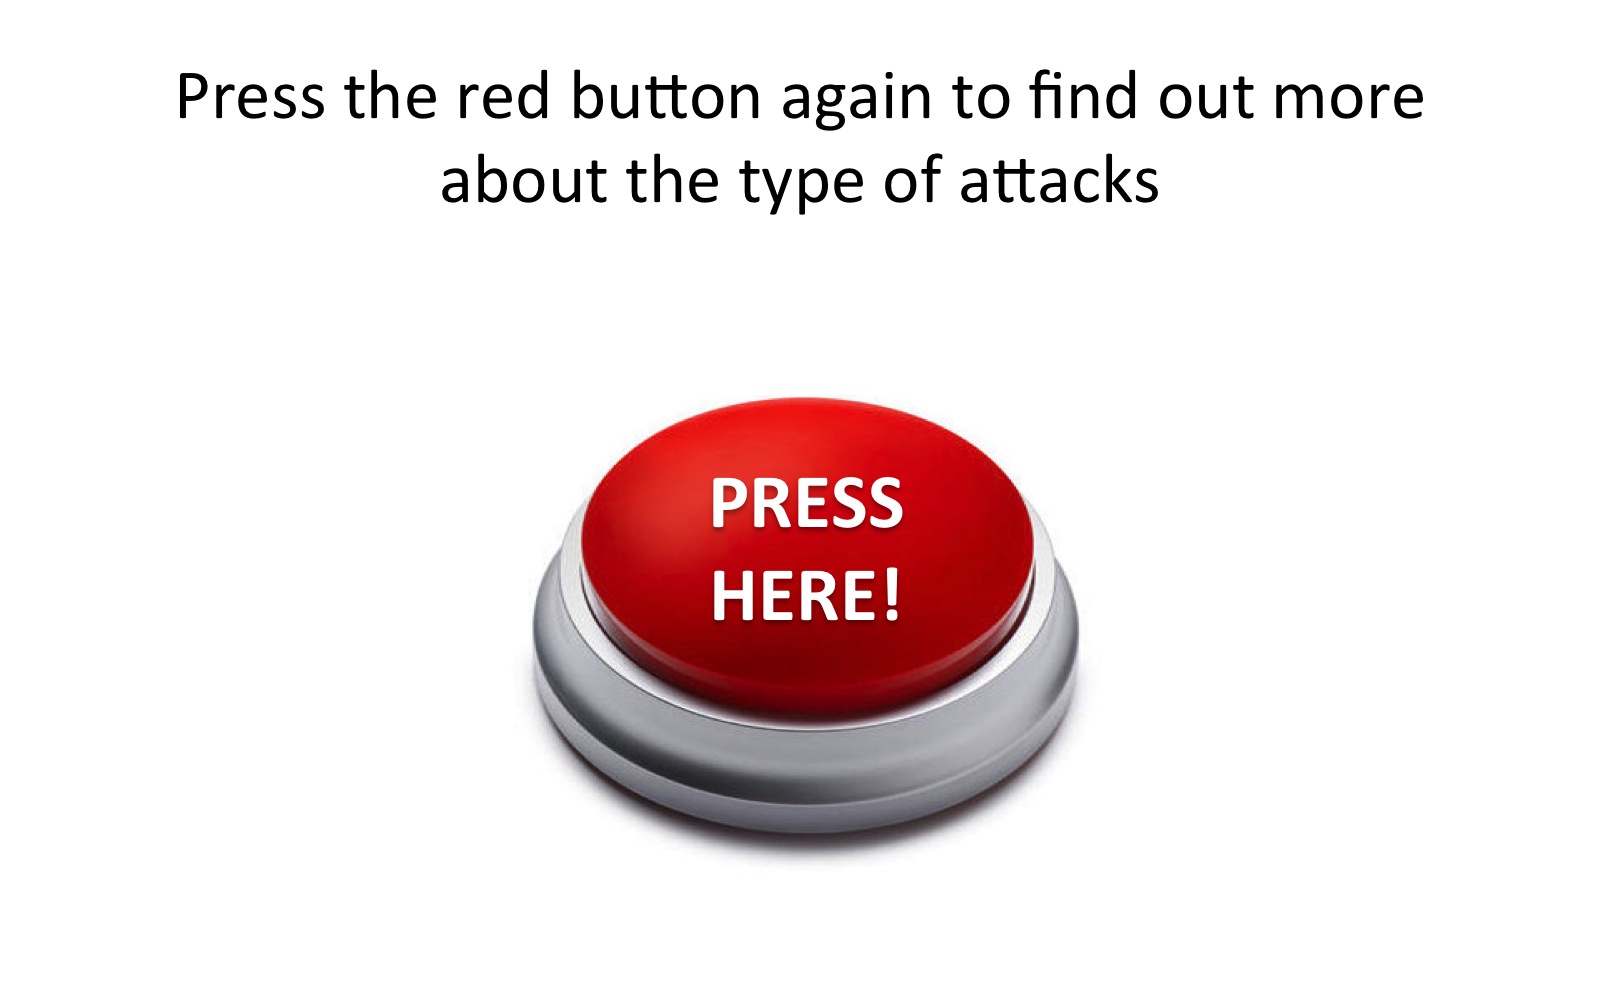 Press the red button again to find out more
about the type of attacks
PRESS
HERE!